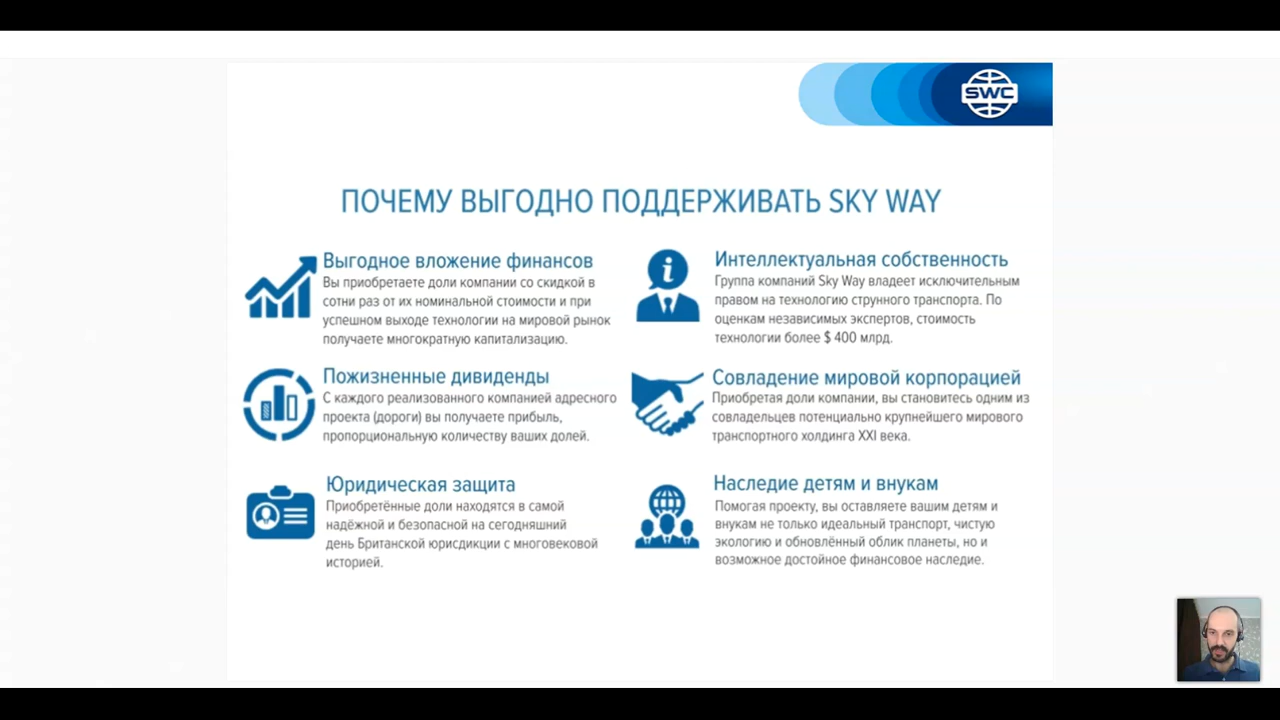 SWC
ПОЧЕМУ ВЫГОДНО ПОДДЕРЖИВАТЬ SKY WAY
Выгодное вложение финансов
Вы приобретаете доли компании со скидкой в
сотни раз от их номинальной стоимости и при
успешном выходе технологии на мировой рынок
получаете многократную капитализацию.
Интеллектуальная собственность
Группа компаний Sky Way владеет исключительным
правом на технологию струнного транспорта. По
оценкам независимых экспертов, стоимость
технологии более $ 400 млрд.
Пожизненные дивиденды
С каждого реализованного компанией адресного
проекта (дороги) вы получаете прибыль,
пропорциональную количеству ваших долей.
Совладение мировой корпорацией
Приобретая доли компании, вы становитесь одним из
совладельцев потенциально крупнейшего мирового
транспортного холдинга XXI века.
Юридическая защита
Приобретённые доли находятся в самой
надёжной и безопасной на сегодняшний
день Британской юрисдикции с многовековой
историей.
Наследие детям и внукам
Помогая проекту, вы оставляете вашим детям и
внукам не только идеальный транспорт, чистую
экологию и обновлённый облик планеты, но и
возможное достойное финансовое наследие.